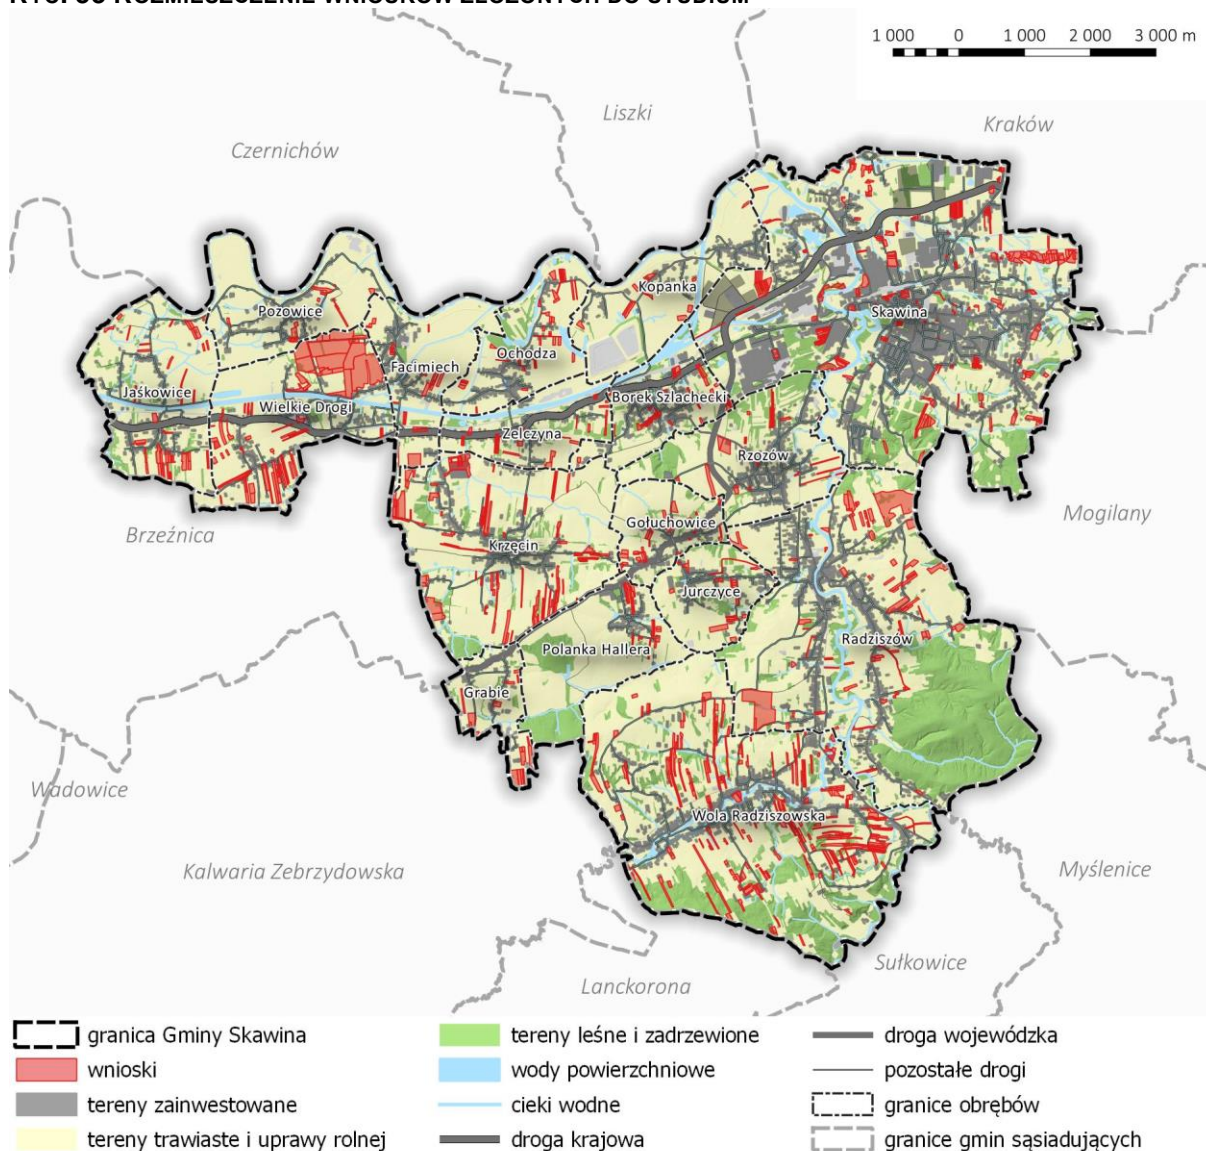 1 000 0 1 000 2 000 3 000 m
Liszki
Kraków
Czernichów
Kopanka
Pozowice
Skawina
Ochodza
Facimiech
Jaśkowice
Borek Szlachecki
Wielkie Drogi
Zelczyna
Rzozów
Mogilany
Gołuchowice
Brzeźnica
Krzęcin
Jurczyce
Radziszów
Polanka Hallera
Grabie
Wadowice
Wola Radziszowska
Kalwaria Zebrzydowska
Myślenice
Sułkowice
Lanckorona
granica Gminy Skawina
wnioski
tereny zainwestowane
tereny trawiaste i uprawy rolnej
tereny leśne i zadrzewione
wody powierzchniowe
cieki wodne
droga krajowa
droga wojewódzka
pozostałe drogi
granice obrębów
granice gmin sąsiadujących